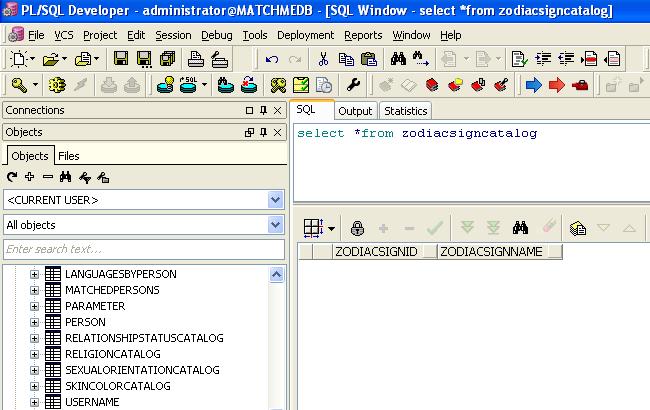 PL/SQL Developer - administrator@MATCHMEDB - [SQL Window - select *from zodiacsigncatalog]
File VCS Project Edit Session Debug Tools Deployment Reports Window Help
SQL
Connections
Objects
Objects Files
<CURRENT USER>
All objects
Enter search text...
LANGUAGESBYPERSON
MATCHEDPERSONS
PARAMETER
PERSON
RELATIONSHIPSTATUSCATALOG
RELIGIONCATALOG
SEXUALORIENTATIONCATALOG
SKINCOLORCATALOG
USERNAME
SQL Output Statistics
select *from zodiacsigncatalog
ZODIACSIGNID ZODIACSIGNNAME